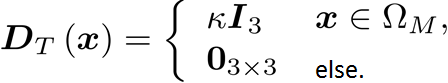 D_T (x) = { κI_3 x ∈ Ω_M,
0_{3×3} else.